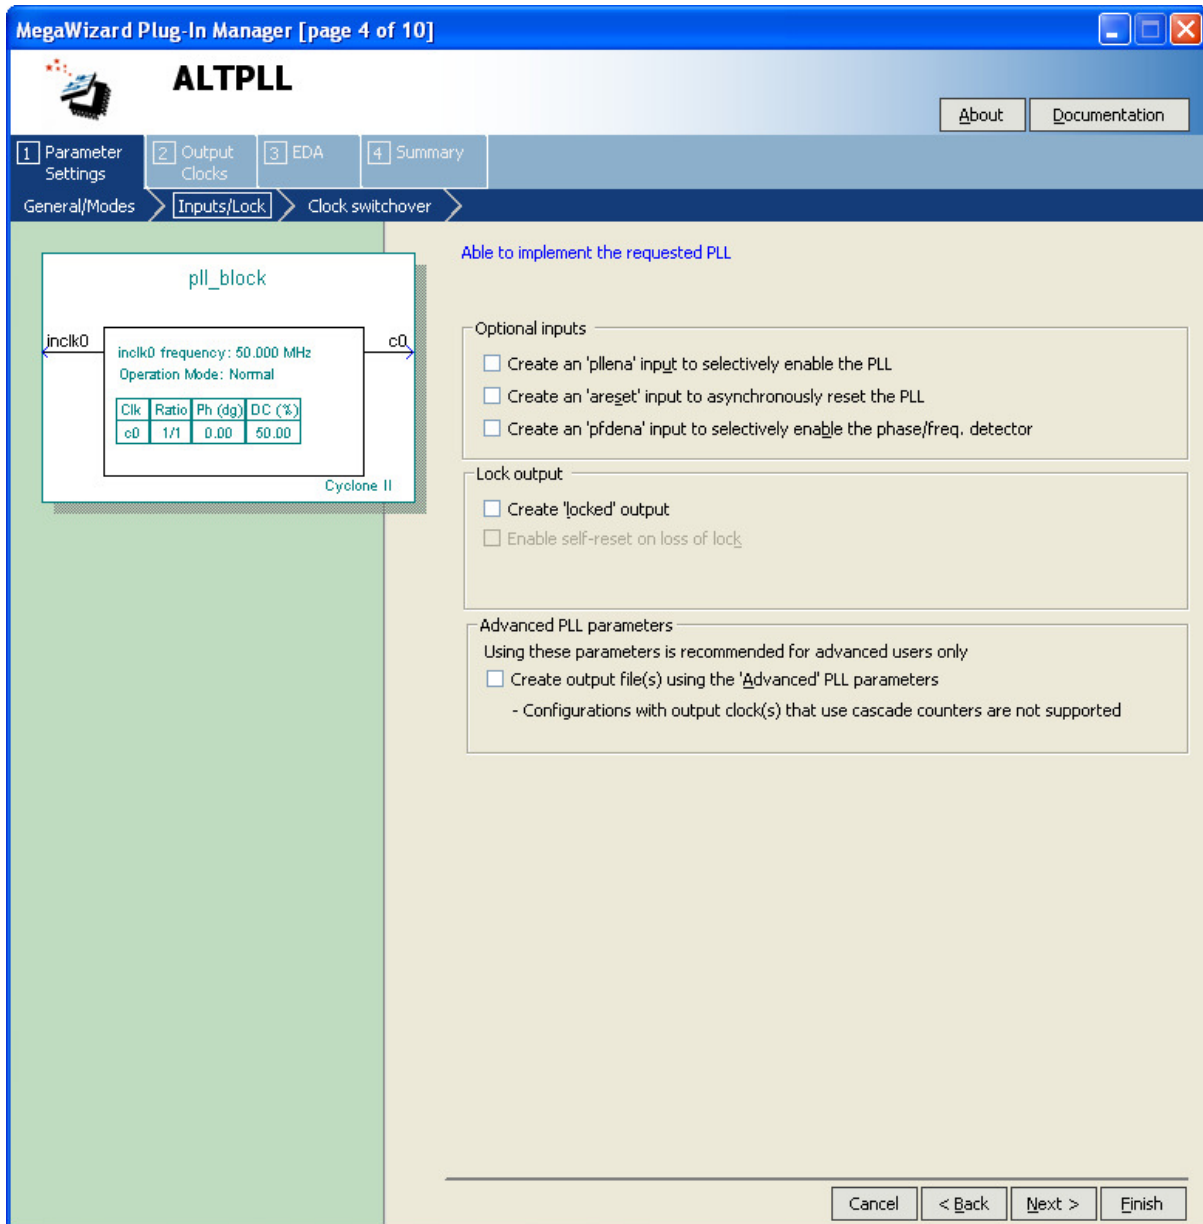 MegaWizard Plug-In Manager [page 4 of 10]
ALTPLL
About
Documentation
1 Parameter Settings
2 Output Clocks
3 EDA
4 Summary
General/Modes
Inputs/Lock
Clock switchover
pll_block
inclk0
c0
inclk0 frequency: 50.000 MHz
Operation Mode: Normal
Clk Ratio Ph (dg) DC (%)
c0 1/1 0.00 50.00
Cyclone II
Able to implement the requested PLL
Optional inputs
Create an 'pllena' input to selectively enable the PLL
Create an 'areset' input to asynchronously reset the PLL
Create an 'pfdena' input to selectively enable the phase/freq. detector
Lock output
Create 'locked' output
Enable self-reset on loss of lock
Advanced PLL parameters
Using these parameters is recommended for advanced users only
Create output file(s) using the 'Advanced' PLL parameters
- Configurations with output clock(s) that use cascade counters are not supported
Cancel
< Back
Next >
Finish